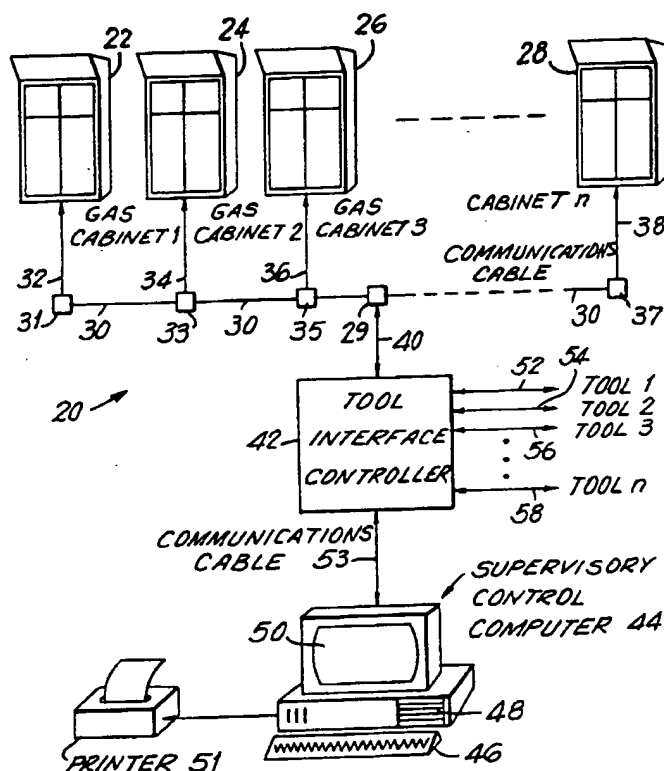 22
24
26
28
GAS CABINET 1
GAS CABINET 2
GAS CABINET 3
CABINET n
32
34
36
38
COMMUNICATIONS CABLE
31
30
33
30
35
29
30
37
40
20
42
TOOL INTERFACE CONTROLLER
52
54
TOOL 1
TOOL 2
56
TOOL 3
58
TOOL n
COMMUNICATIONS CABLE 53
SUPERVISORY CONTROL COMPUTER 44
50
48
46
PRINTER 51